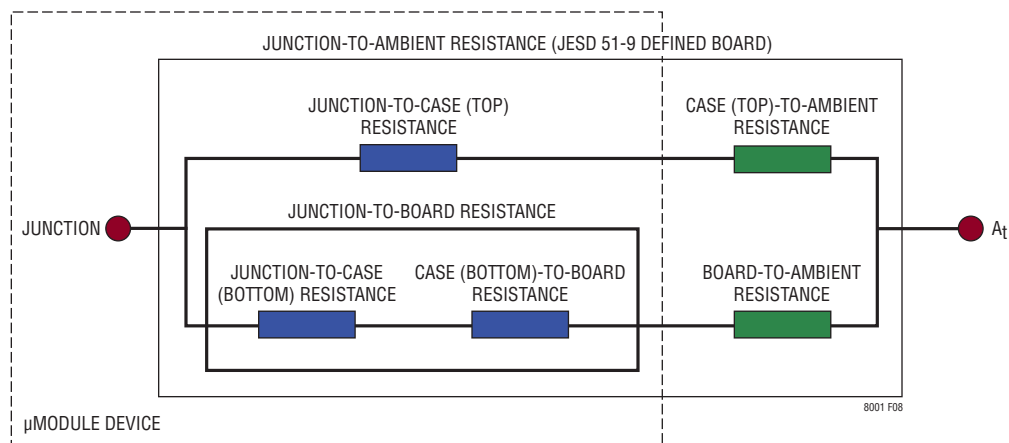 JUNCTION-TO-AMBIENT RESISTANCE (JESD 51-9 DEFINED BOARD)
JUNCTION-TO-CASE (TOP)
RESISTANCE
CASE (TOP)-TO-AMBIENT
RESISTANCE
JUNCTION-TO-BOARD RESISTANCE
JUNCTION
At
JUNCTION-TO-CASE
(BOTTOM) RESISTANCE
CASE (BOTTOM)-TO-BOARD
RESISTANCE
BOARD-TO-AMBIENT
RESISTANCE
8001 F08
µMODULE DEVICE